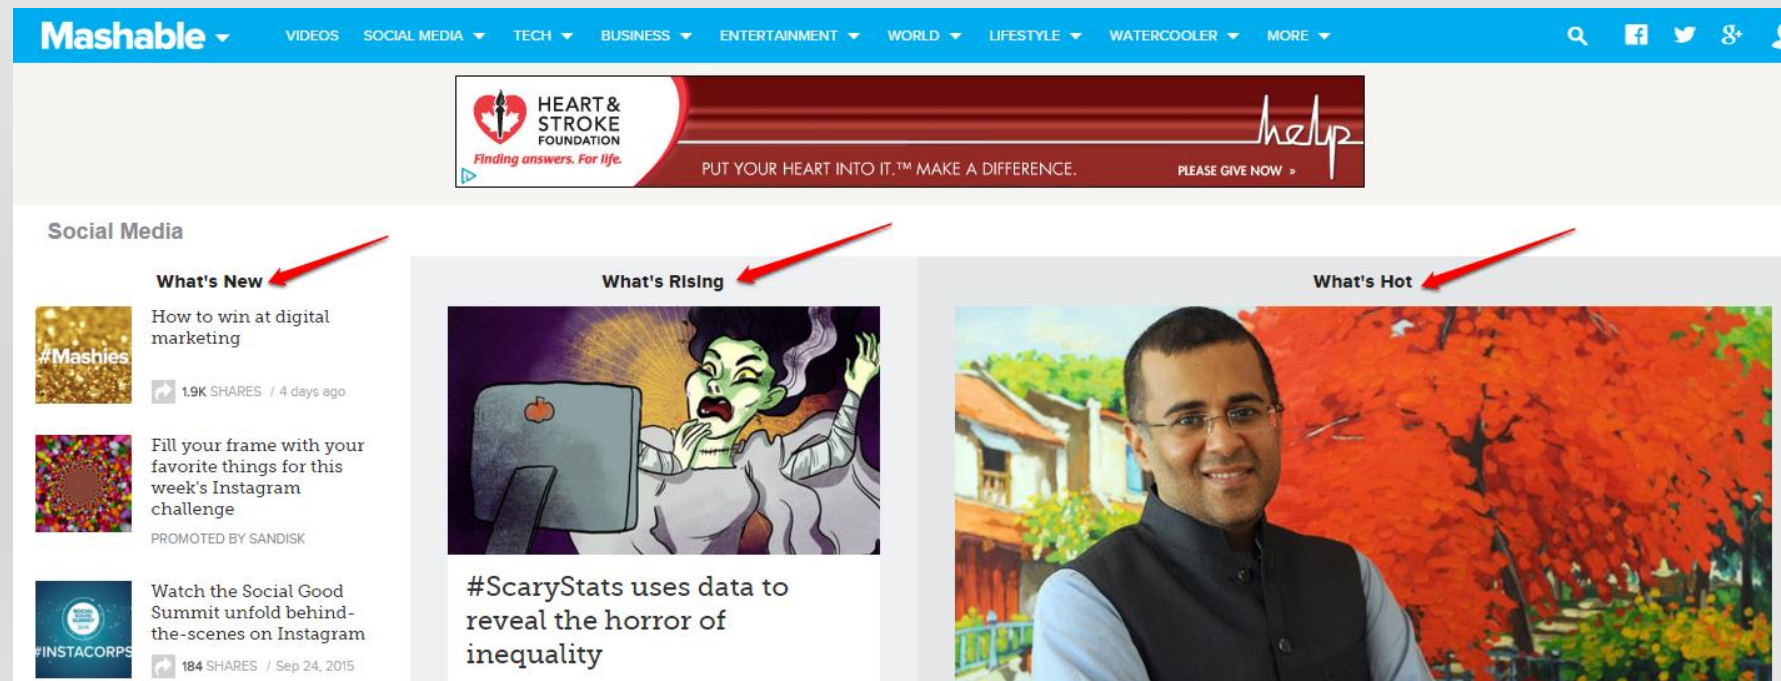 Mashable
VIDEOS SOCIAL MEDIA TECH BUSINESS ENTERTAINMENT WORLD LIFESTYLE WATERCOOLER MORE
HEART &
STROKE
FOUNDATION
Finding answers. For life.
help
PUT YOUR HEART INTO IT.™ MAKE A DIFFERENCE.
PLEASE GIVE NOW »
Social Media
What's New
#Mashies
How to win at digital
marketing
1.9K SHARES / 4 days ago
Fill your frame with your
favorite things for this
week's Instagram
challenge
PROMOTED BY SANDISK
#INSTACORPS
Watch the Social Good
Summit unfold behind-
the-scenes on Instagram
184 SHARES / Sep 24, 2015
What's Rising
#ScaryStats uses data to
reveal the horror of
inequality
What's Hot